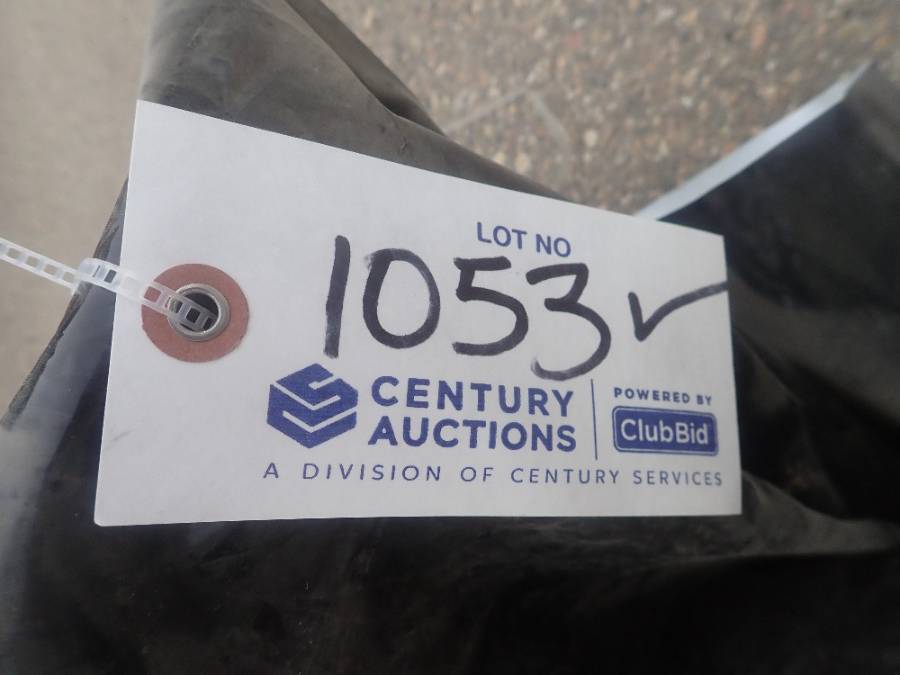 LOT NO
1053 ✓
CENTURY
AUCTIONS
POWERED BY
ClubBid
A DIVISION OF CENTURY SERVICES